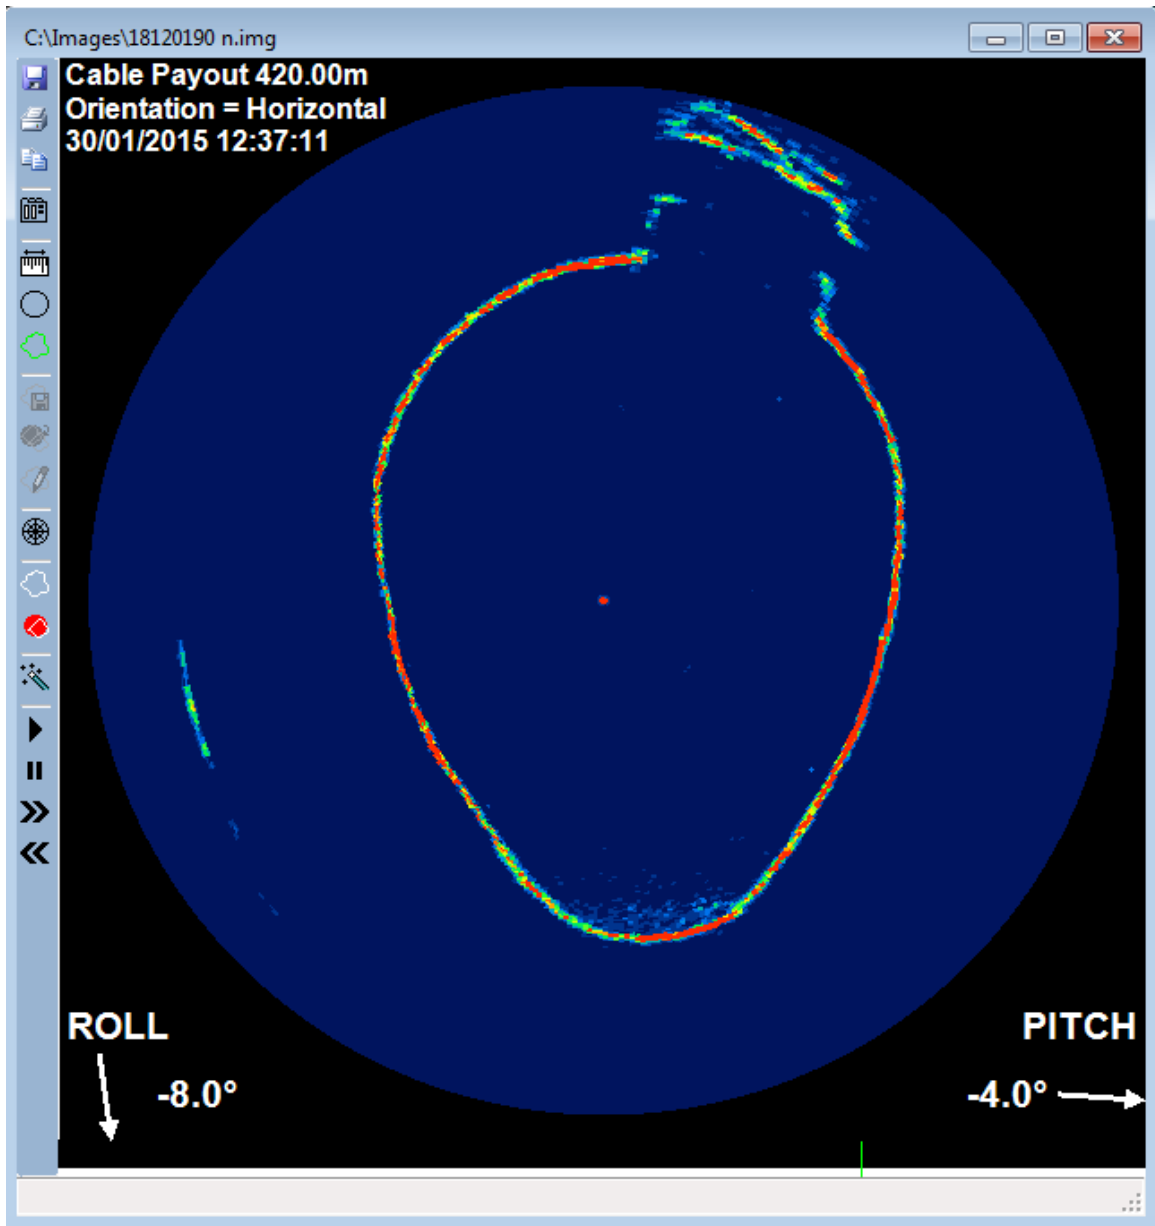 C:\Images\18120190 n.img
Cable Payout 420.00m
Orientation = Horizontal
30/01/2015 12:37:11
ROLL
PITCH
-8.0°
-4.0°